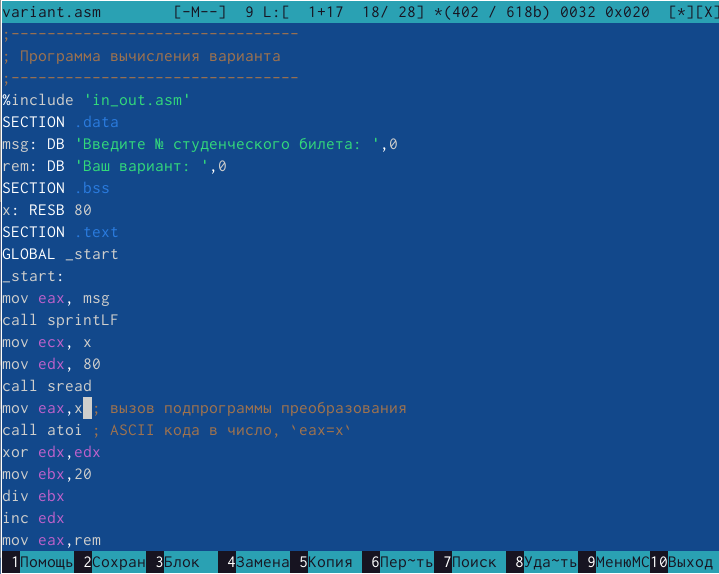 variant.asm        [-M--]  9 L:[  1+17  18/ 28] *(402 / 618b) 0032 0x020  [*][X]
;--------------------------------
; Программа вычисления варианта
;--------------------------------
%include 'in_out.asm'
SECTION .data
msg: DB 'Введите № студенческого билета: ',0
rem: DB 'Ваш вариант: ',0
SECTION .bss
x: RESB 80
SECTION .text
GLOBAL _start
_start:
mov eax, msg
call sprintLF
mov ecx, x
mov edx, 80
call sread
mov eax,x ; вызов подпрограммы преобразования
call atoi ; ASCII кода в число, `eax=x`
xor edx,edx
mov ebx,20
div ebx
inc edx
mov eax,rem
1Помощь 2Сохран 3Блок 4Замена 5Копия 6Пер~ть 7Поиск 8Уда~ть 9МенюMC 10Выход